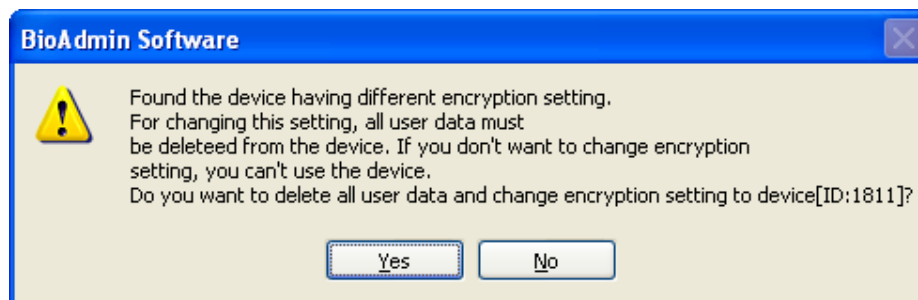 BioAdmin Software
Found the device having different encryption setting.
For changing this setting, all user data must
be deleteed from the device. If you don't want to change encryption
setting, you can't use the device.
Do you want to delete all user data and change encryption setting to device[ID:1811]?
Yes
No